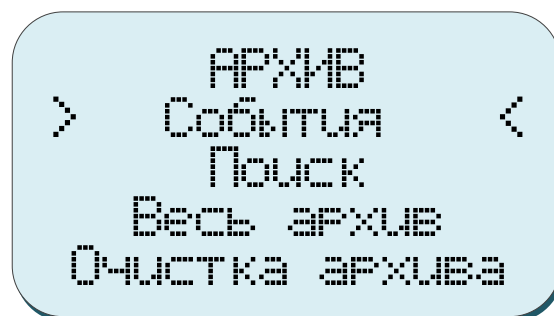 АРХИВ
> События <
Поиск
Весь архив
Очистка архива